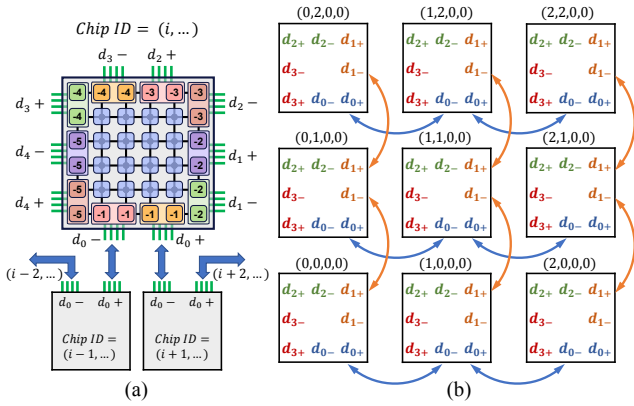 Chip ID = (i, …)
d₃ − d₂ +
-4 -4 -4 -3 -3 -3
-4 -3
-5 -2
-5 -2
-5 -2
-5 -1 -1 -1 -1 -2
d₃ +
d₄ −
d₄ +
d₂ −
d₁ +
d₁ −
d₀ − d₀ +
(i − 2, …) (i + 2, …)
d₀ − d₀ + d₀ − d₀ +
Chip ID = Chip ID =
(i − 1, …) (i + 1, …)
(a)
(0,2,0,0) (1,2,0,0) (2,2,0,0)
d₂₊ d₂₋ d₁₊ d₂₊ d₂₋ d₁₊ d₂₊ d₂₋ d₁₊
d₃₋ d₁₋ d₃₋ d₁₋ d₃₋ d₁₋
d₃₊ d₀₋ d₀₊ d₃₊ d₀₋ d₀₊ d₃₊ d₀₋ d₀₊
(0,1,0,0) (1,1,0,0) (2,1,0,0)
d₂₊ d₂₋ d₁₊ d₂₊ d₂₋ d₁₊ d₂₊ d₂₋ d₁₊
d₃₋ d₁₋ d₃₋ d₁₋ d₃₋ d₁₋
d₃₊ d₀₋ d₀₊ d₃₊ d₀₋ d₀₊ d₃₊ d₀₋ d₀₊
(0,0,0,0) (1,0,0,0) (2,0,0,0)
d₂₊ d₂₋ d₁₊ d₂₊ d₂₋ d₁₊ d₂₊ d₂₋ d₁₊
d₃₋ d₁₋ d₃₋ d₁₋ d₃₋ d₁₋
d₃₊ d₀₋ d₀₊ d₃₊ d₀₋ d₀₊ d₃₊ d₀₋ d₀₊
(b)